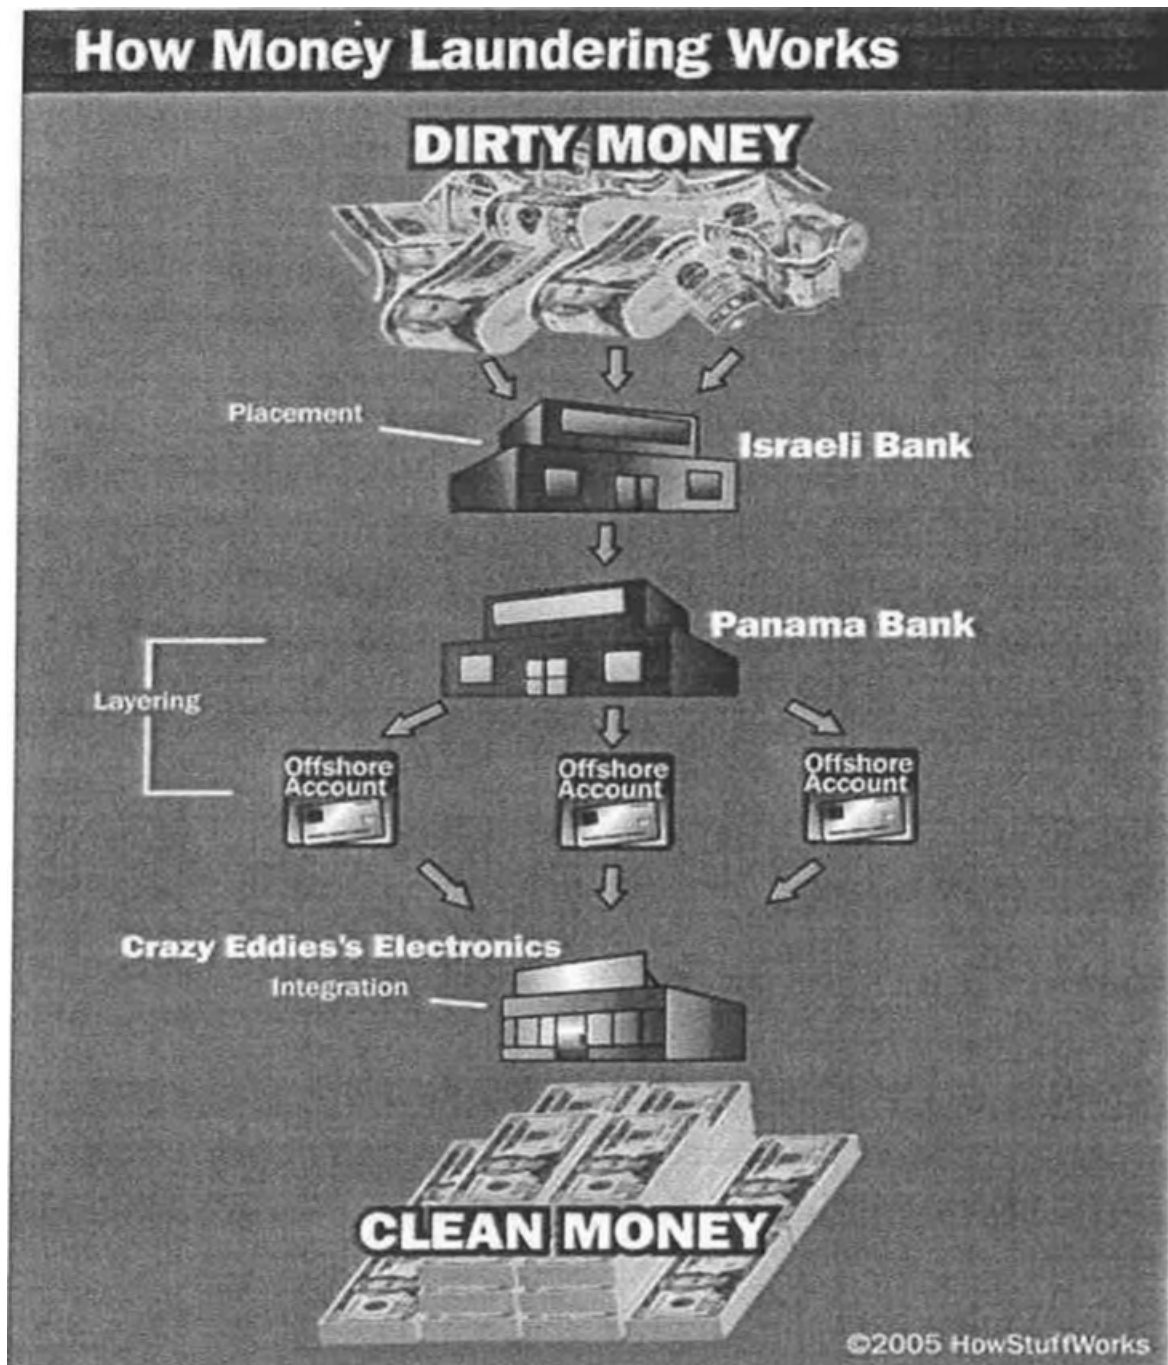 How Money Laundering Works
DIRTY MONEY
Placement
Israeli Bank
Panama Bank
Layering
Offshore
Account
Offshore
Account
Offshore
Account
Crazy Eddies's Electronics
Integration
CLEAN MONEY
©2005 HowStuffWorks